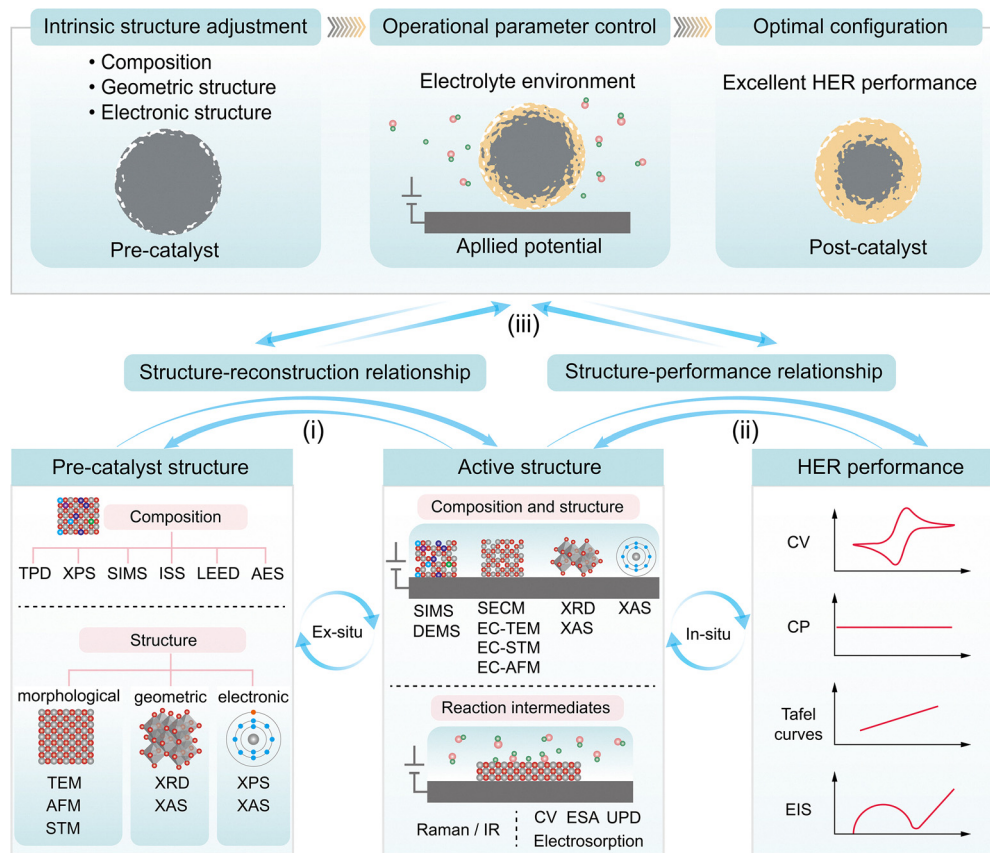 Intrinsic structure adjustment
Operational parameter control
Optimal configuration
• Composition
• Geometric structure
• Electronic structure
Pre-catalyst
Electrolyte environment
Apllied potential
Excellent HER performance
Post-catalyst
(iii)
Structure-reconstruction relationship
Structure-performance relationship
(i)
(ii)
Pre-catalyst structure
Composition
TPD XPS SIMS ISS LEED AES
Structure
morphological geometric electronic
TEM
AFM
STM
XRD
XAS
XPS
XAS
Ex-situ
Active structure
Composition and structure
SIMS
DEMS
SECM
EC-TEM
EC-STM
EC-AFM
XRD
XAS
XAS
Reaction intermediates
Raman / IR
CV ESA UPD
Electrosorption
In-situ
HER performance
CV
CP
Tafel
curves
EIS